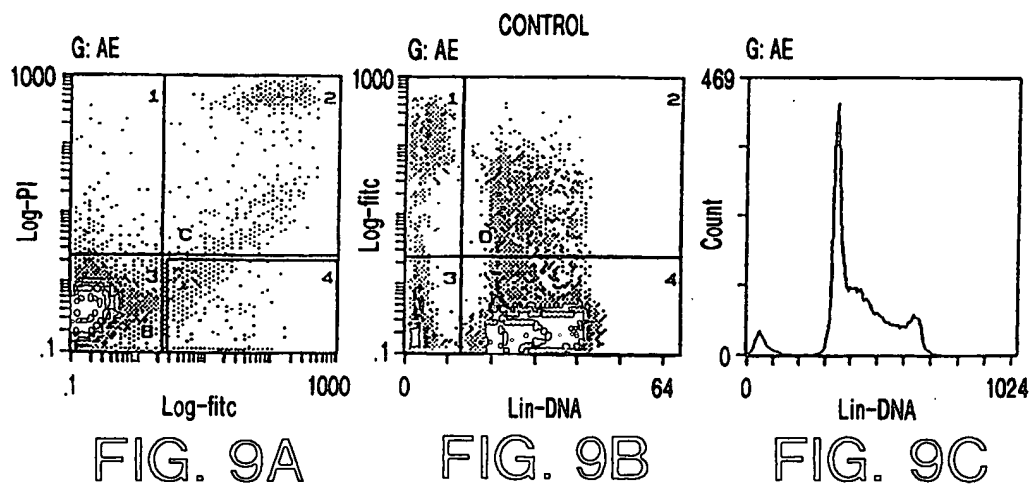 CONTROL
G: AE
1000
1
2
Log-PI
C
3
4
B
.1
.1
1000
Log-fitc
FIG. 9A
G: AE
1000
1
2
Log-fitc
D
3
4
.1
0
64
Lin-DNA
FIG. 9B
G: AE
469
Count
0
0
1024
Lin-DNA
FIG. 9C